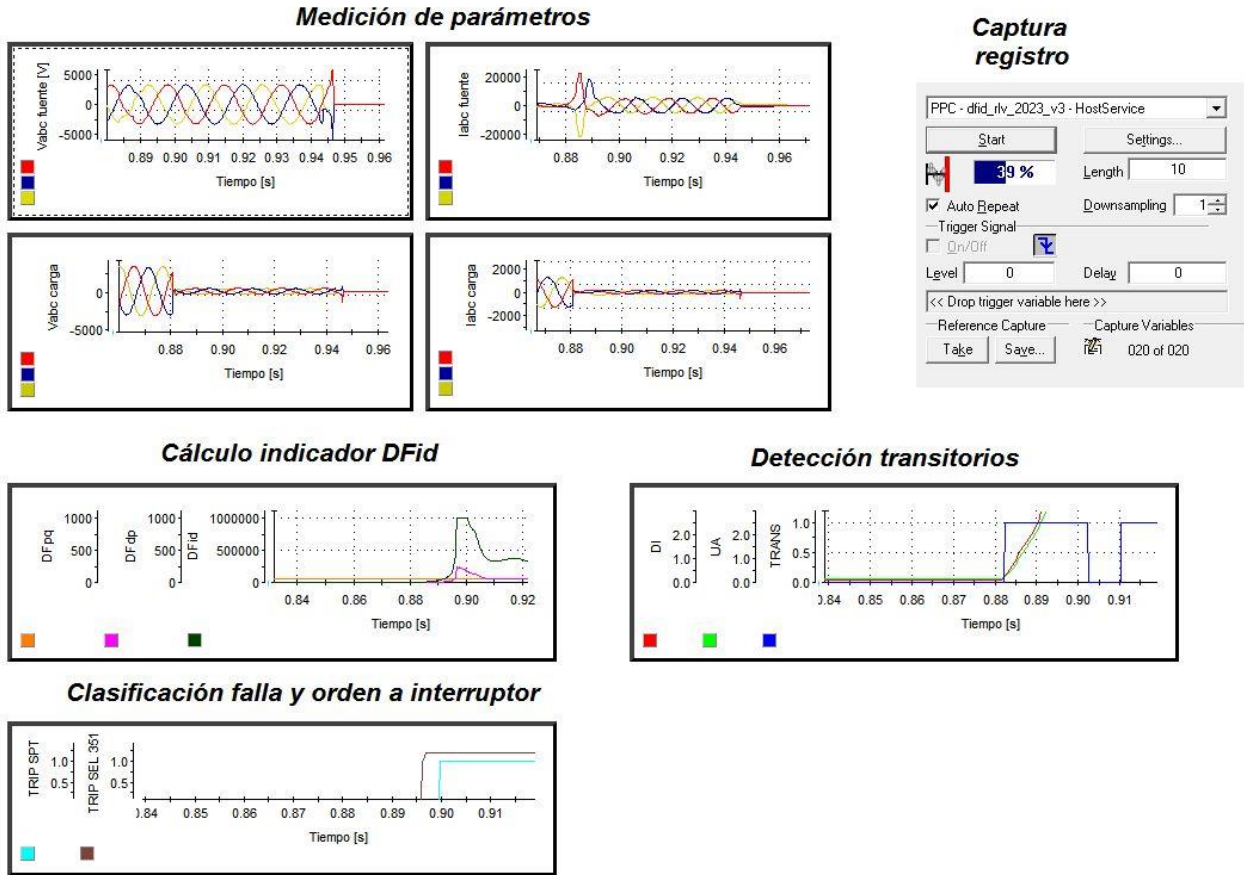 Medición de parámetros
Captura
registro
Vabc fuente [V]
5000
0
-5000
0.89 0.90 0.91 0.92 0.93 0.94 0.95 0.96
Tiempo [s]
Iabc fuente
20000
0
-20000
0.88 0.90 0.92 0.94 0.96
Tiempo [s]
PPC - dfid_rlv_2023_v3 - HostService
Start
Settings...
39 %
Length 10
Auto Repeat
Downsampling 1
Trigger Signal
On/Off
Level 0
Delay 0
<< Drop trigger variable here >>
Reference Capture
Capture Variables
Take
Save...
020 of 020
Vabc carga
0
-5000
0.88 0.90 0.92 0.94 0.96
Tiempo [s]
Iabc carga
2000
0
-2000
0.88 0.90 0.92 0.94 0.96
Tiempo [s]
Cálculo indicador DFid
DFpq
1000
500
0
DFdp
1000
500
0
DFid
1000000
500000
0
0.84 0.86 0.88 0.90 0.92
Tiempo [s]
Detección transitorios
DI
2.0
1.0
0.0
UA
2.0
1.0
0.0
TRANS
1.0
0.5
0.0
0.84 0.85 0.86 0.87 0.88 0.89 0.90 0.91
Tiempo [s]
Clasificación falla y orden a interruptor
TRIP SPT
1.0
0.5
TRIP SEL 351
1.0
0.5
0.84 0.85 0.86 0.87 0.88 0.89 0.90 0.91
Tiempo [s]